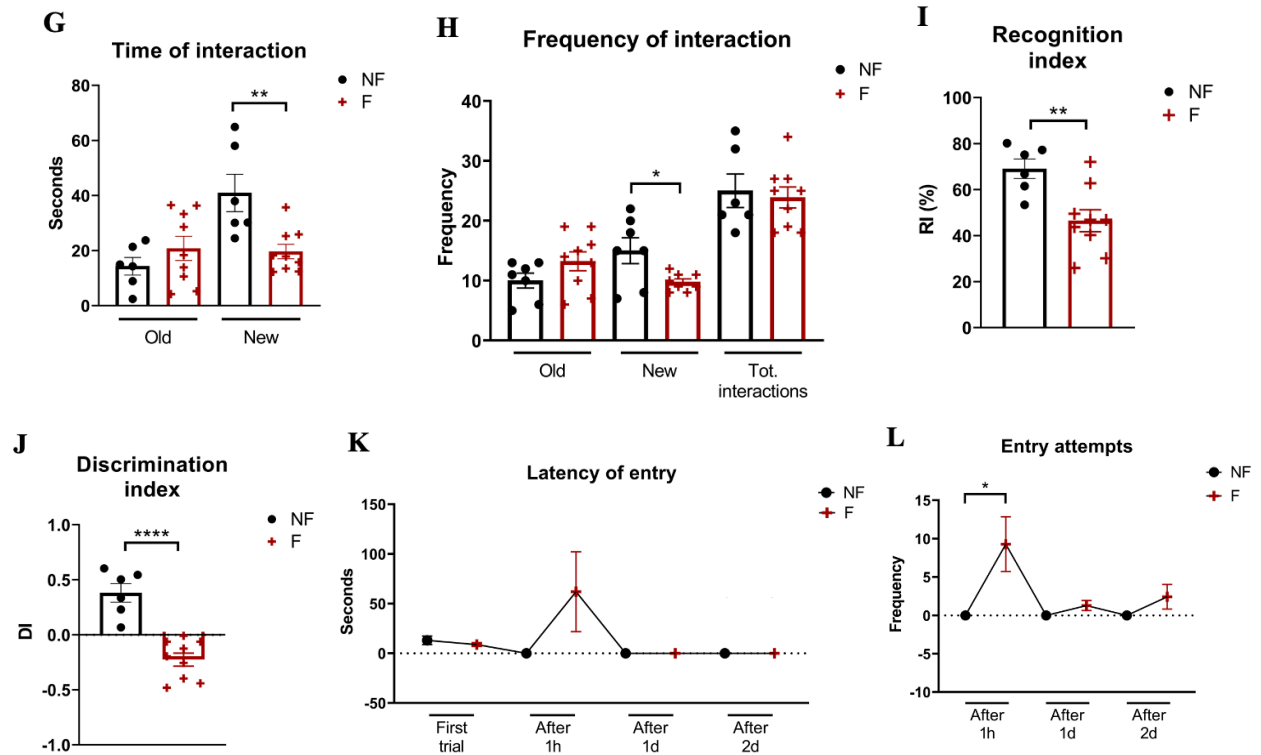 G
Time of interaction
NF
F
**
80
60
40
20
0
Seconds
Old
New
H
Frequency of interaction
NF
F
*
40
30
20
10
0
Frequency
Old
New
Tot.
interactions
I
Recognition
index
NF
F
**
100
80
60
40
20
0
RI (%)
J
Discrimination
index
NF
F
****
1.0
0.5
0.0
-0.5
-1.0
DI
K
Latency of entry
NF
F
150
100
50
0
-50
Seconds
First
trial
After
1h
After
1d
After
2d
L
Entry attempts
NF
F
*
15
10
5
0
-5
-10
Frequency
After
1h
After
1d
After
2d